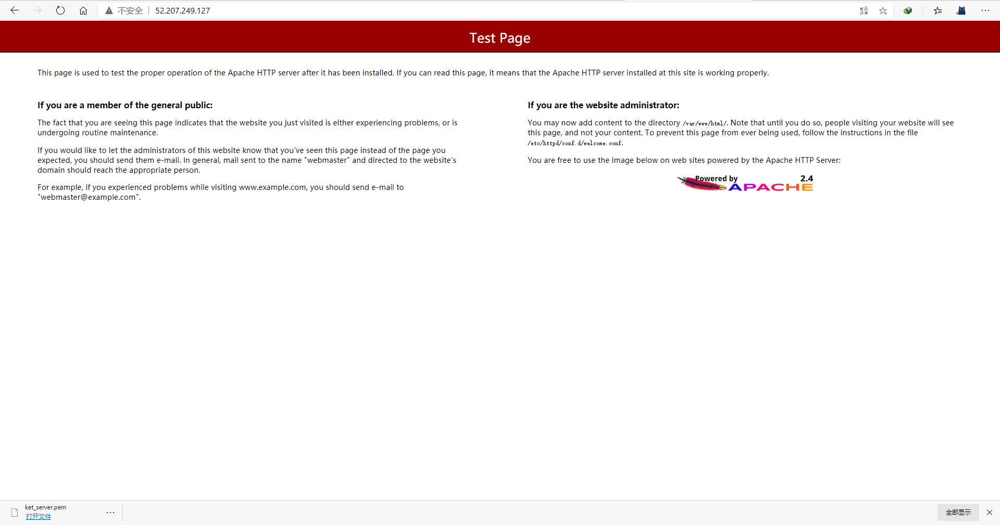 不安全 52.207.249.127
Test Page
This page is used to test the proper operation of the Apache HTTP server after it has been installed. If you can read this page, it means that the Apache HTTP server installed at this site is working properly.
If you are a member of the general public:
The fact that you are seeing this page indicates that the website you just visited is either experiencing problems, or is
undergoing routine maintenance.
If you would like to let the administrators of this website know that you've seen this page instead of the page you
expected, you should send them e-mail. In general, mail sent to the name "webmaster" and directed to the website's
domain should reach the appropriate person.
For example, if you experienced problems while visiting www.example.com, you should send e-mail to
"webmaster@example.com".
If you are the website administrator:
You may now add content to the directory /var/www/html/. Note that until you do so, people visiting your website will see
this page, and not your content. To prevent this page from ever being used, follow the instructions in the file
/etc/httpd/conf.d/welcome.conf.
You are free to use the image below on web sites powered by the Apache HTTP Server:
Powered by 2.4
APACHE
ket_server.pem
打开文件
全部显示